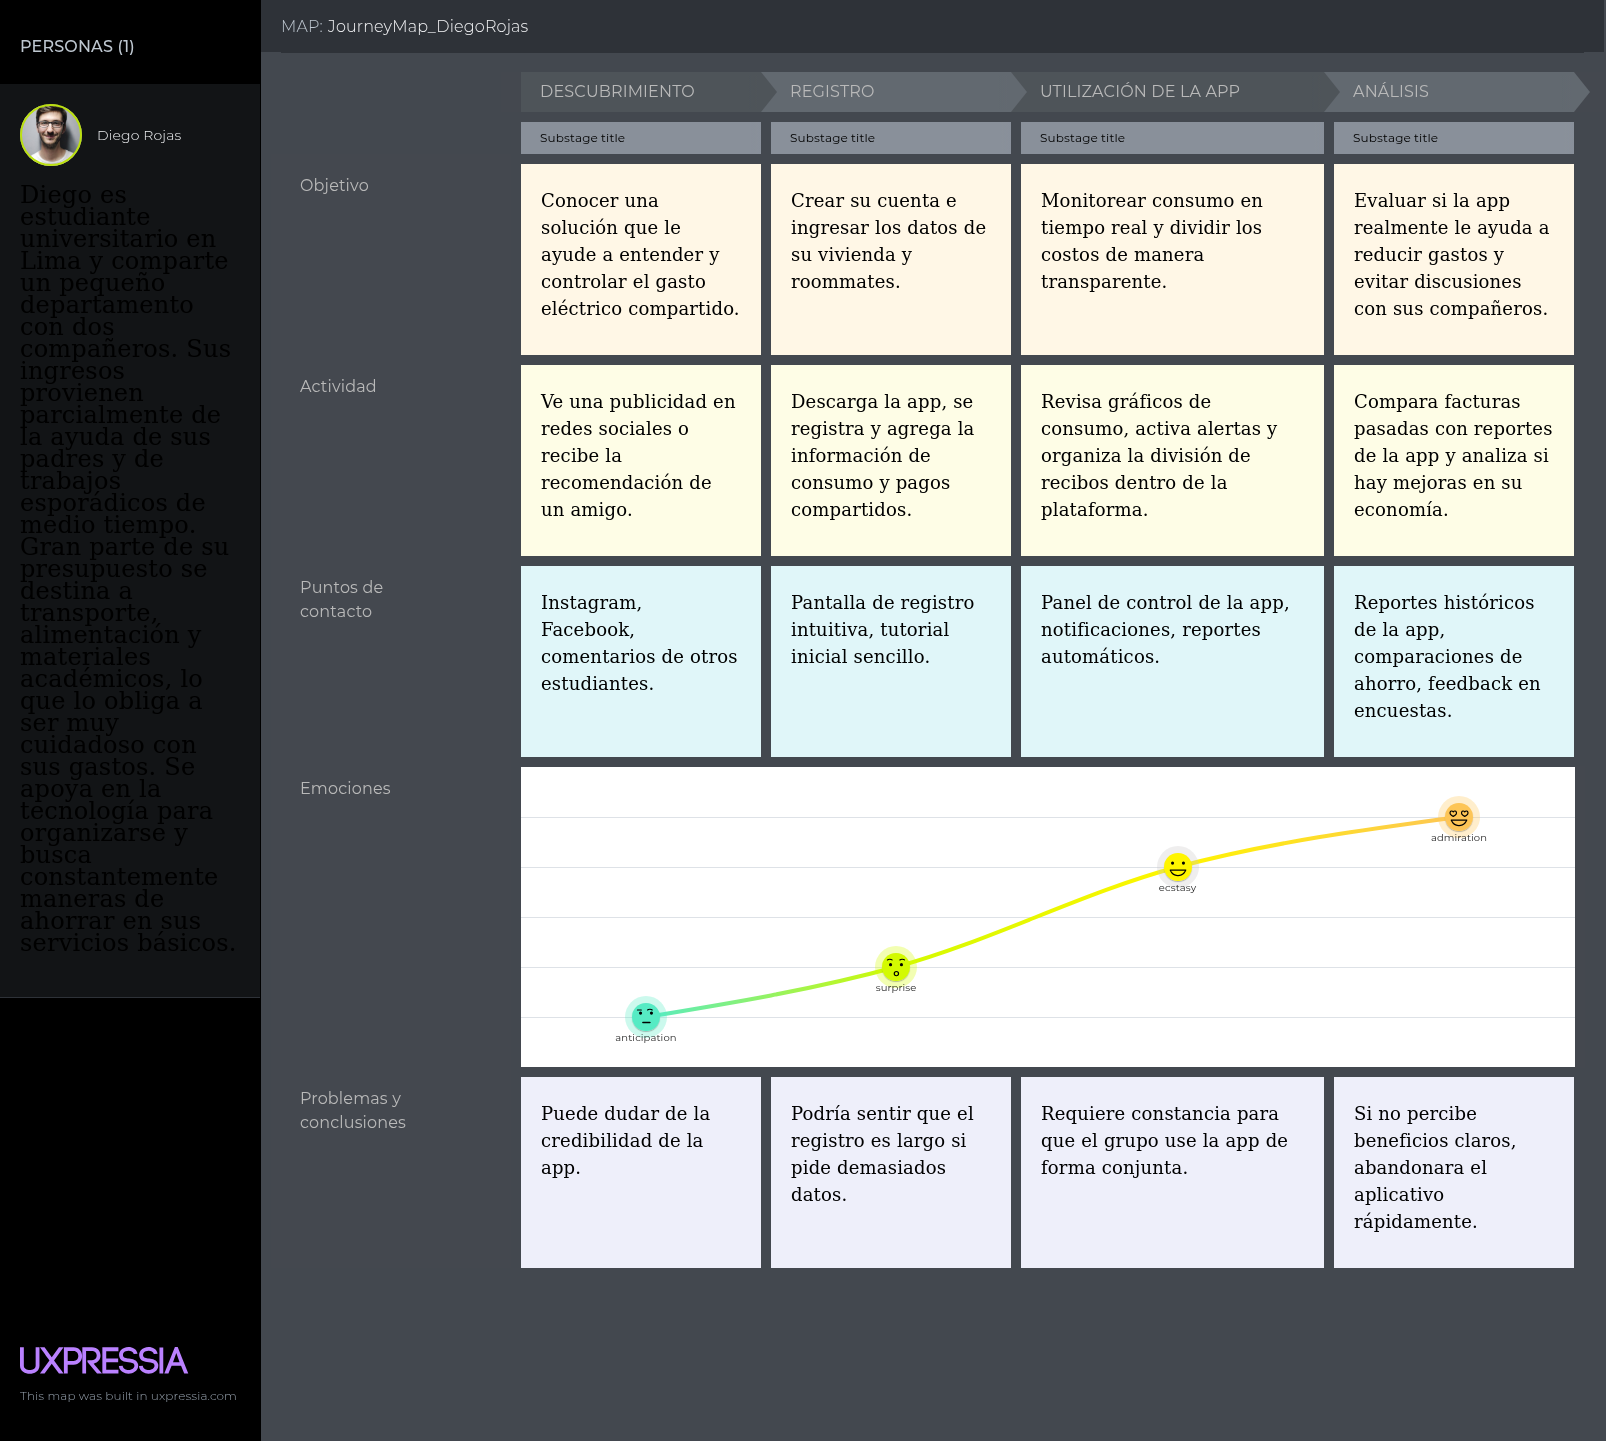 PERSONAS (1)
Diego Rojas
Diego es
estudiante
universitario en
Lima y comparte
un pequeño
departamento
con dos
compañeros. Sus
ingresos
provienen
parcialmente de
la ayuda de sus
padres y de
trabajos
esporádicos de
medio tiempo.
Gran parte de su
presupuesto se
destina a
transporte,
alimentación y
materiales
académicos, lo
que lo obliga a
ser muy
cuidadoso con
sus gastos. Se
apoya en la
tecnología para
organizarse y
busca
constantemente
maneras de
ahorrar en sus
servicios básicos.
UXPRESSIA
This map was built in uxpressia.com
MAP: JourneyMap_DiegoRojas
DESCUBRIMIENTO
REGISTRO
UTILIZACIÓN DE LA APP
ANÁLISIS
Substage title
Substage title
Substage title
Substage title
Objetivo
Conocer una
solución que le
ayude a entender y
controlar el gasto
eléctrico compartido.
Crear su cuenta e
ingresar los datos de
su vivienda y
roommates.
Monitorear consumo en
tiempo real y dividir los
costos de manera
transparente.
Evaluar si la app
realmente le ayuda a
reducir gastos y
evitar discusiones
con sus compañeros.
Actividad
Ve una publicidad en
redes sociales o
recibe la
recomendación de
un amigo.
Descarga la app, se
registra y agrega la
información de
consumo y pagos
compartidos.
Revisa gráficos de
consumo, activa alertas y
organiza la división de
recibos dentro de la
plataforma.
Compara facturas
pasadas con reportes
de la app y analiza si
hay mejoras en su
economía.
Puntos de
contacto
Instagram,
Facebook,
comentarios de otros
estudiantes.
Pantalla de registro
intuitiva, tutorial
inicial sencillo.
Panel de control de la app,
notificaciones, reportes
automáticos.
Reportes históricos
de la app,
comparaciones de
ahorro, feedback en
encuestas.
Emociones
anticipation
surprise
ecstasy
admiration
Problemas y
conclusiones
Puede dudar de la
credibilidad de la
app.
Podría sentir que el
registro es largo si
pide demasiados
datos.
Requiere constancia para
que el grupo use la app de
forma conjunta.
Si no percibe
beneficios claros,
abandonara el
aplicativo
rápidamente.